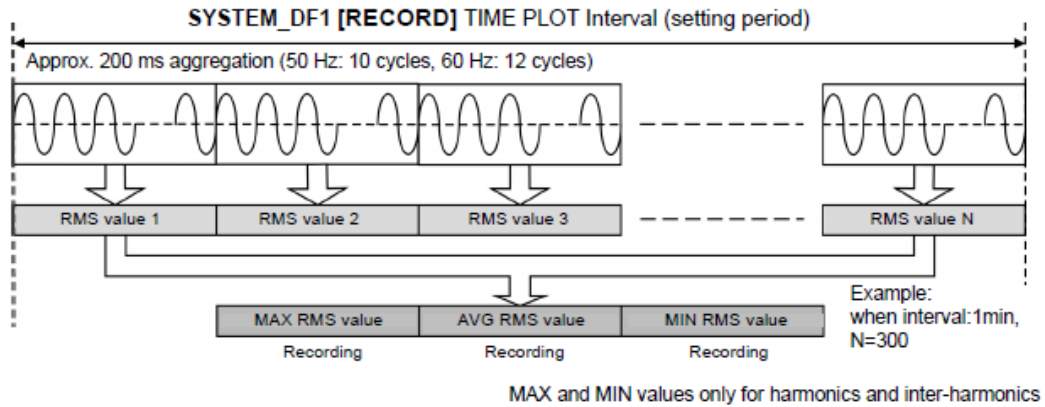 SYSTEM_DF1 [RECORD] TIME PLOT Interval (setting period)
Approx. 200 ms aggregation (50 Hz: 10 cycles, 60 Hz: 12 cycles)
RMS value 1
RMS value 2
RMS value 3
RMS value N
MAX RMS value
AVG RMS value
MIN RMS value
Recording
Recording
Recording
Example:
when interval:1min,
N=300
MAX and MIN values only for harmonics and inter-harmonics